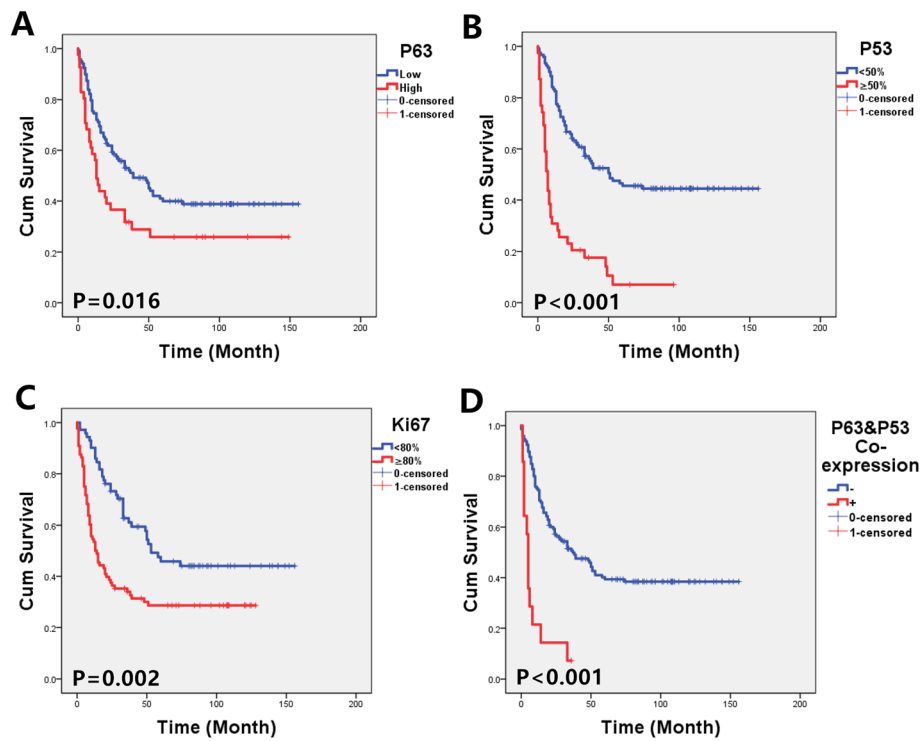 A
P63
Low
High
0-censored
1-censored
1.0
0.8
0.6
0.4
0.2
0.0
Cum Survival
P=0.016
0 50 100 150 200
Time (Month)
B
P53
<50%
≥50%
0-censored
1-censored
1.0
0.8
0.6
0.4
0.2
0.0
Cum Survival
P<0.001
0 50 100 150 200
Time (Month)
C
Ki67
<80%
≥80%
0-censored
1-censored
1.0
0.8
0.6
0.4
0.2
0.0
Cum Survival
P=0.002
0 50 100 150 200
Time (Month)
D
P63&P53
Co-
expression
-
+
0-censored
1-censored
1.0
0.8
0.6
0.4
0.2
0.0
Cum Survival
P<0.001
0 50 100 150 200
Time (Month)